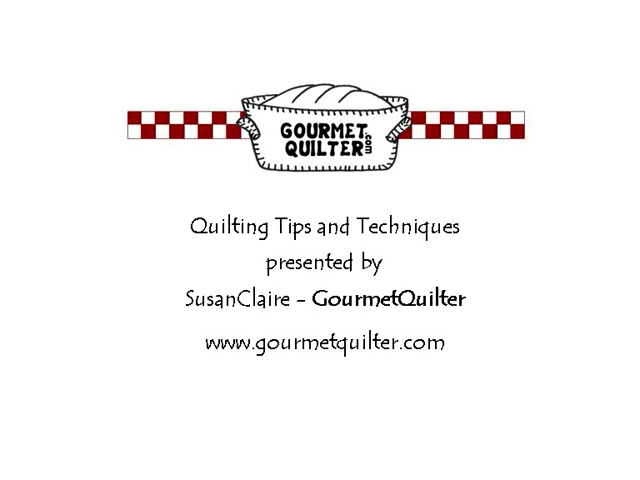 GOURMET
QUILTER.com
Quilting Tips and Techniques
presented by
SusanClaire - GourmetQuilter
www.gourmetquilter.com